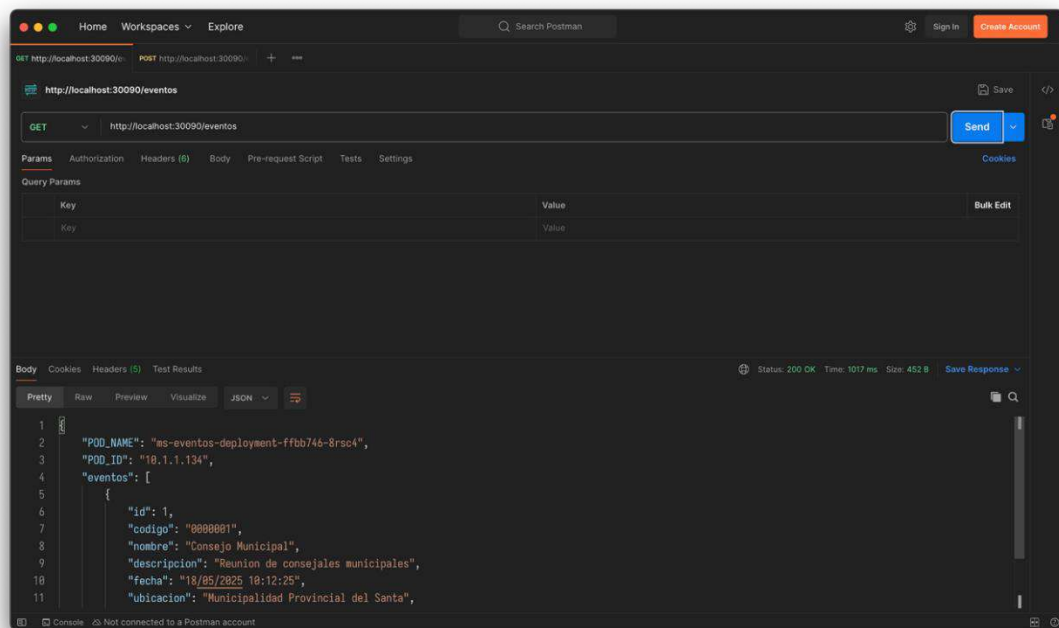 Home Workspaces Explore Search Postman Sign In Create Account
GET http://localhost:30090/e POST http://localhost:30090/
http://localhost:30090/eventos Save
GET http://localhost:30090/eventos Send
Params Authorization Headers (6) Body Pre-request Script Tests Settings Cookies
Query Params
Key Value Bulk Edit
Key Value
Body Cookies Headers (5) Test Results Status: 200 OK Time: 1017 ms Size: 452 B Save Response
Pretty Raw Preview Visualize JSON
1 {
2 "POD_NAME": "ms-eventos-deployment-ffbb746-8rsc4",
3 "POD_ID": "10.1.1.134",
4 "eventos": [
5 {
6 "id": 1,
7 "codigo": "0000001",
8 "nombre": "Consejo Municipal",
9 "descripcion": "Reunion de consejales municipales",
10 "fecha": "18/05/2025 10:12:25",
11 "ubicacion": "Municipalidad Provincial del Santa",
Console Not connected to a Postman account